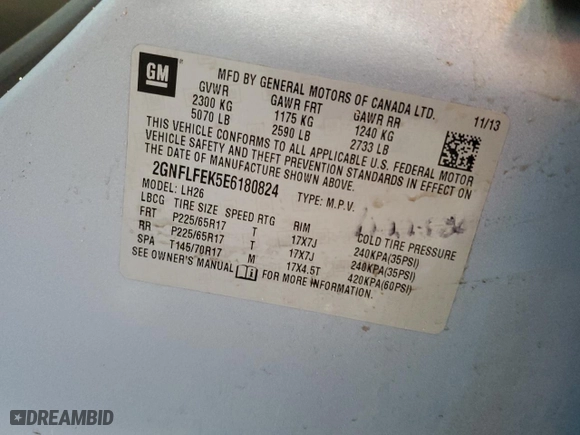 GM
MFD BY GENERAL MOTORS OF CANADA LTD.
GVWR GAWR FRT GAWR RR 11/13
2300 KG 1175 KG 1240 KG
5070 LB 2590 LB 2733 LB
THIS VEHICLE CONFORMS TO ALL APPLICABLE U.S. FEDERAL MOTOR
VEHICLE SAFETY AND THEFT PREVENTION STANDARDS IN EFFECT ON
THE DATE OF MANUFACTURE SHOWN ABOVE.
2GNFLFEK5E6180824 TYPE: M.P.V.
MODEL: LH26
LBCG TIRE SIZE SPEED RTG RIM COLD TIRE PRESSURE
FRT P225/65R17 T 17X7J 240KPA(35PSI)
RR P225/65R17 T 17X7J 240KPA(35PSI)
SPA T145/70R17 M 17X4.5T 420KPA(60PSI)
SEE OWNER'S MANUAL FOR MORE INFORMATION.
DREAMBID